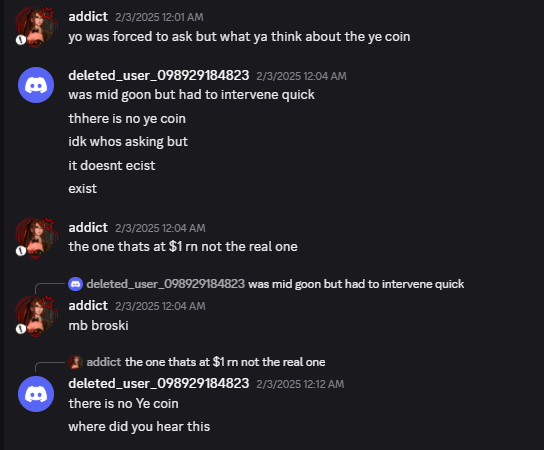 addict 2/3/2025 12:01 AM
yo was forced to ask but what ya think about the ye coin
deleted_user_098929184823 2/3/2025 12:04 AM
was mid goon but had to intervene quick
thhere is no ye coin
idk whos asking but
it doesnt ecist
exist
addict 2/3/2025 12:04 AM
the one thats at $1 rn not the real one
deleted_user_098929184823 was mid goon but had to intervene quick
addict 2/3/2025 12:04 AM
mb broski
addict the one thats at $1 rn not the real one
deleted_user_098929184823 2/3/2025 12:12 AM
there is no Ye coin
where did you hear this